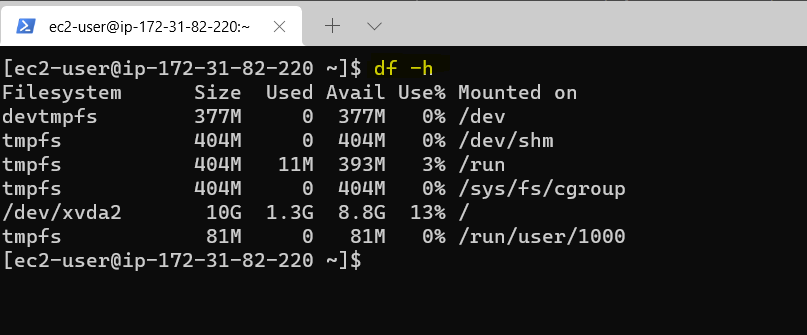 ec2-user@ip-172-31-82-220:~
[ec2-user@ip-172-31-82-220 ~]$ df -h
Filesystem      Size  Used Avail Use% Mounted on
devtmpfs        377M     0  377M   0% /dev
tmpfs           404M     0  404M   0% /dev/shm
tmpfs           404M   11M  393M   3% /run
tmpfs           404M     0  404M   0% /sys/fs/cgroup
/dev/xvda2       10G  1.3G  8.8G  13% /
tmpfs            81M     0   81M   0% /run/user/1000
[ec2-user@ip-172-31-82-220 ~]$